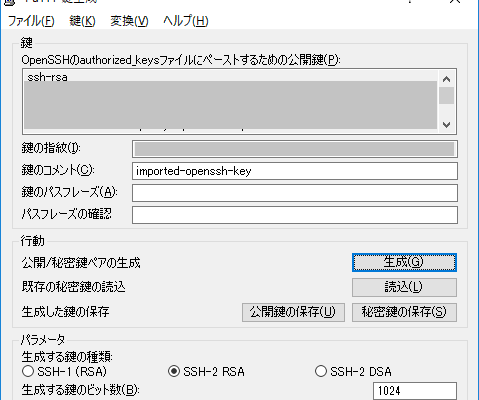 ファイル(F) 鍵(K) 変換(V) ヘルプ(H)
鍵
OpenSSHのauthorized_keysファイルにペーストするための公開鍵(P):
ssh-rsa
鍵の指紋(I):
鍵のコメント(C): imported-openssh-key
鍵のパスフレーズ(A):
パスフレーズの確認
行動
公開/秘密鍵ペアの生成 生成(G)
既存の秘密鍵の読込 読込(L)
生成した鍵の保存 公開鍵の保存(U) 秘密鍵の保存(S)
パラメータ
生成する鍵の種類:
SSH-1 (RSA) SSH-2 RSA SSH-2 DSA
生成する鍵のビット数(B): 1024